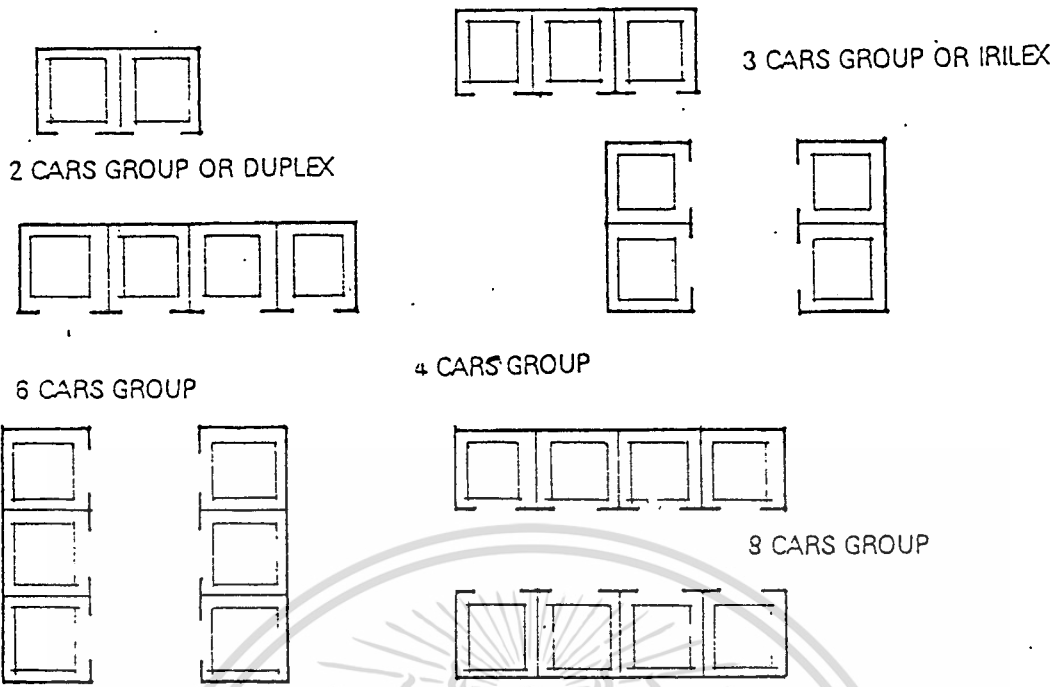 3 CARS GROUP OR IRILEX
2 CARS GROUP OR DUPLEX
4 CARS GROUP
6 CARS GROUP
8 CARS GROUP